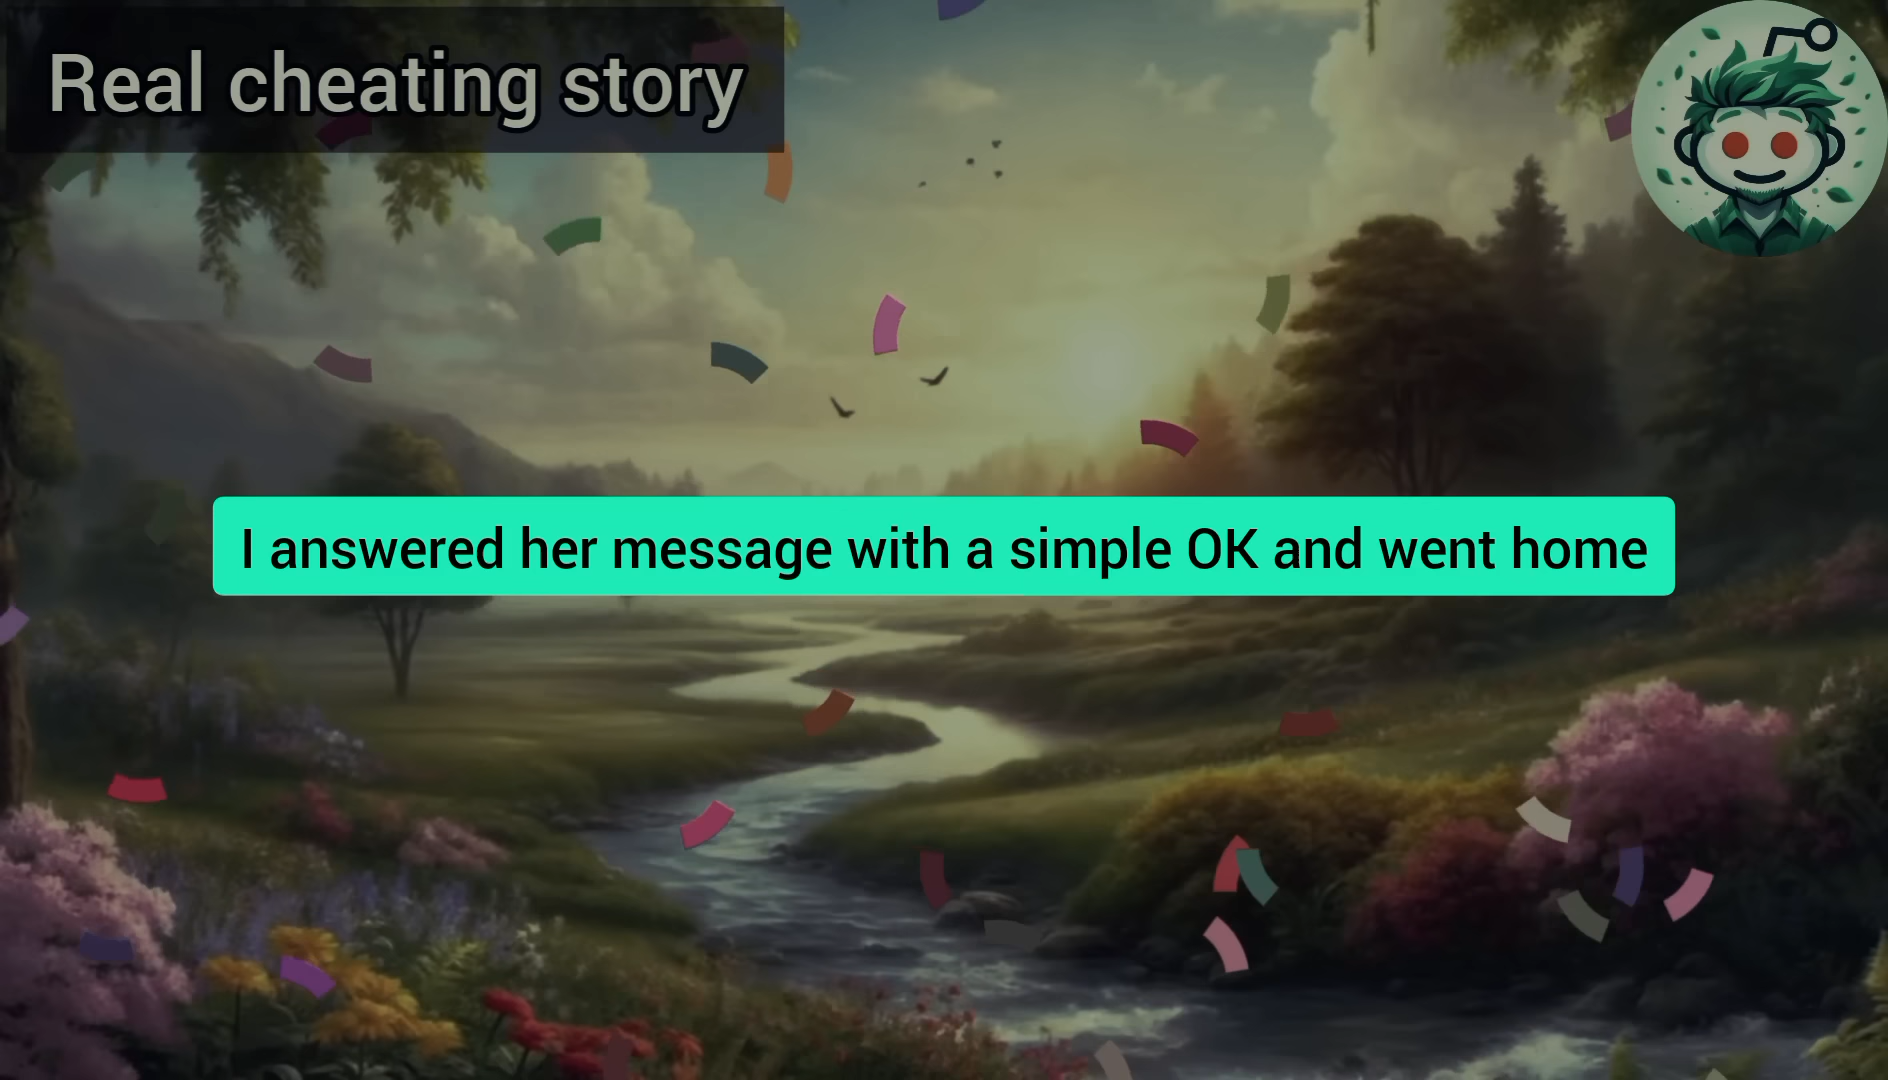 Real cheating story
I answered her message with a simple OK and went home